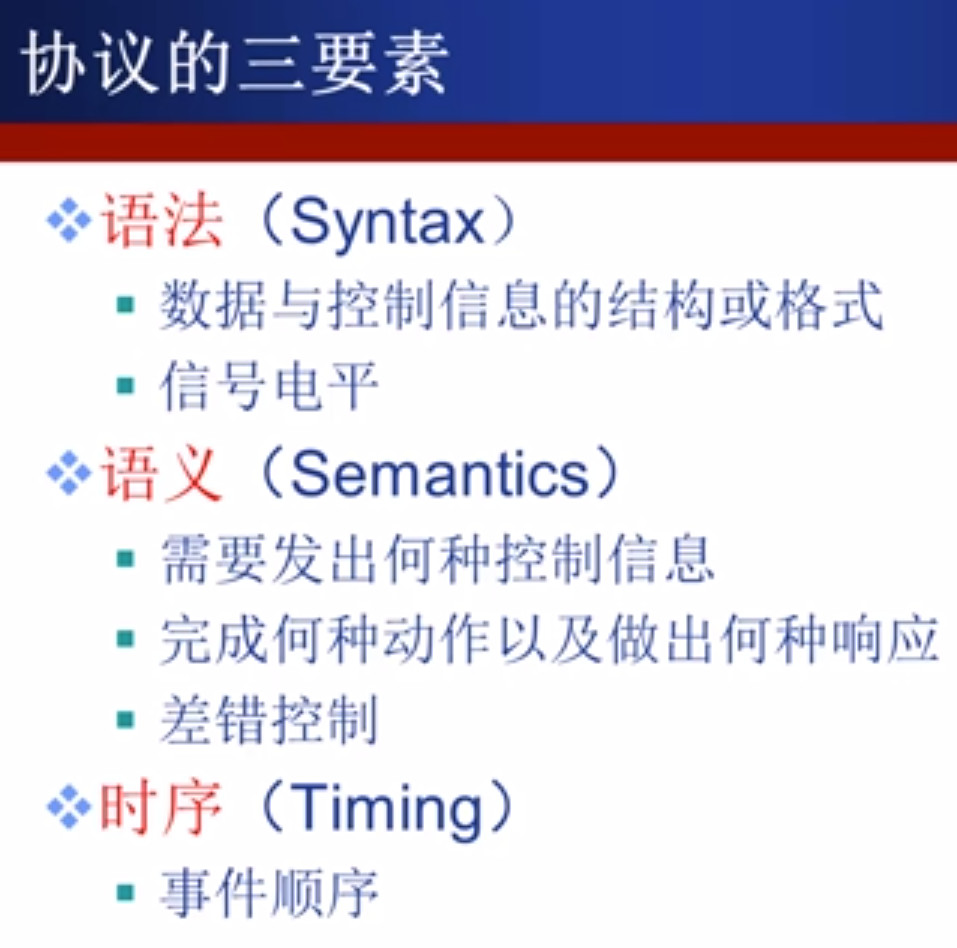 协议的三要素
语法（Syntax）
数据与控制信息的结构或格式
信号电平
语义（Semantics）
需要发出何种控制信息
完成何种动作以及做出何种响应
差错控制
时序（Timing）
事件顺序